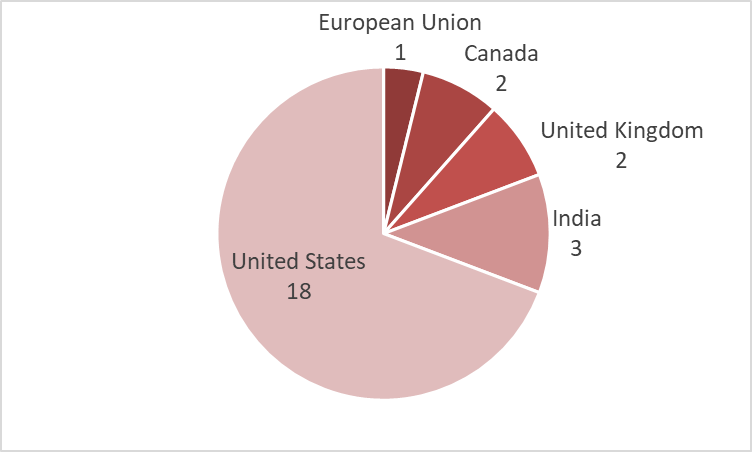 European Union
1
Canada
2
United Kingdom
2
India
3
United States
18